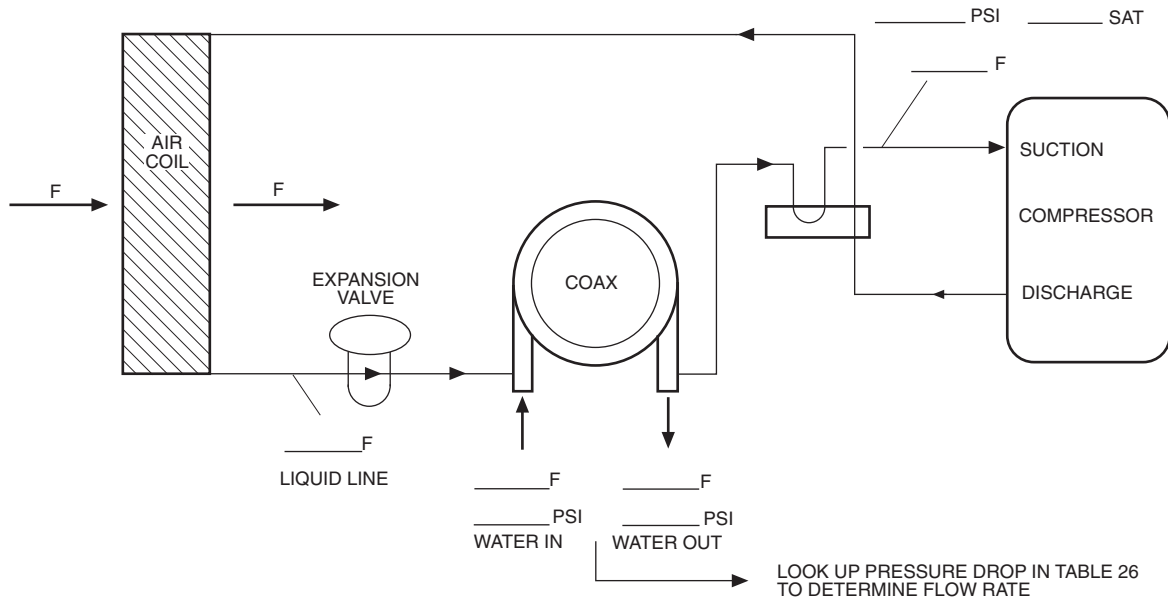 PSI SAT
F
AIR
COIL
SUCTION
F F
COMPRESSOR
EXPANSION
VALVE
COAX
DISCHARGE
F
LIQUID LINE
F F
PSI PSI
WATER IN WATER OUT
LOOK UP PRESSURE DROP IN TABLE 26
TO DETERMINE FLOW RATE